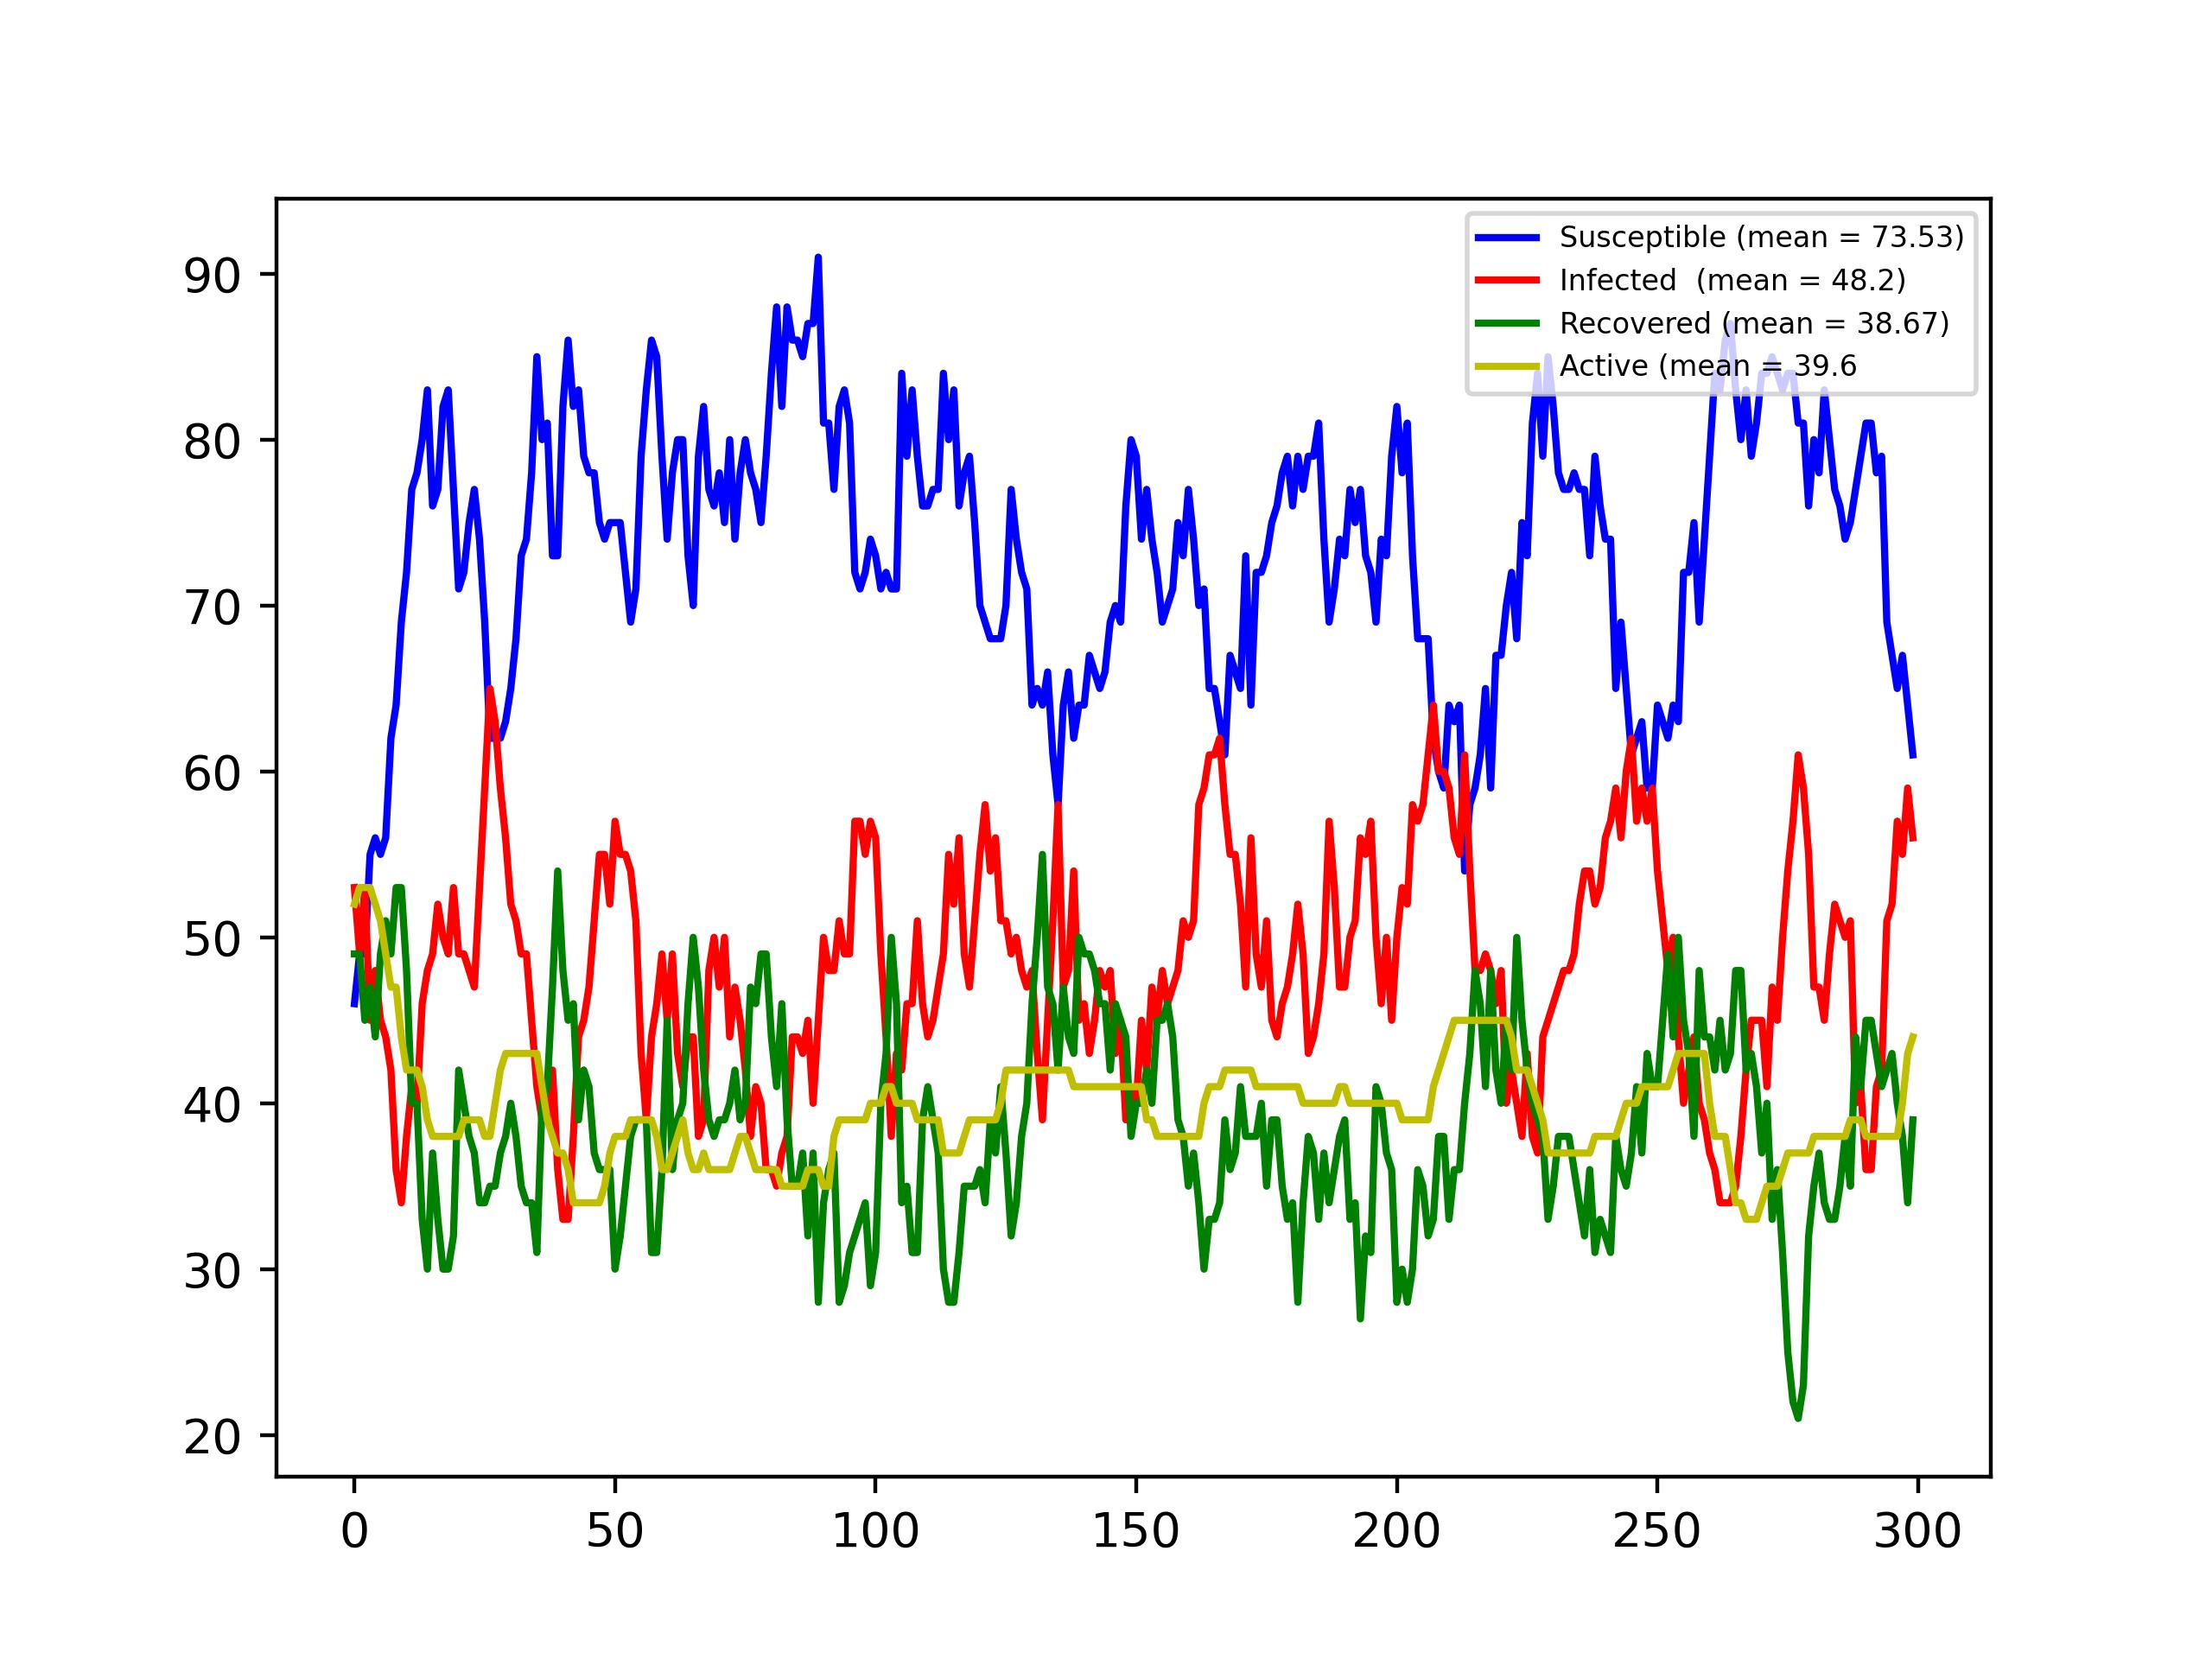 90
80
70
60
50
40
30
20
0 50 100 150 200 250 300
Susceptible (mean = 73.53)
Infected  (mean = 48.2)
Recovered (mean = 38.67)
Active (mean = 39.6